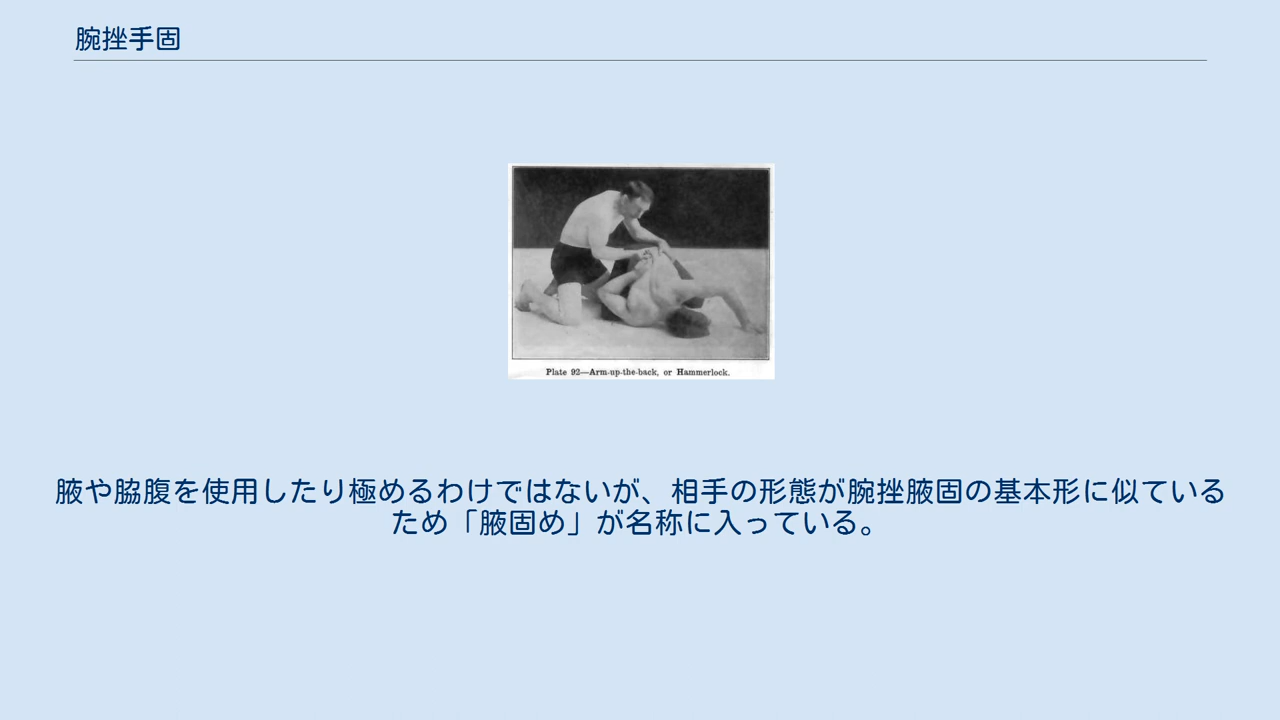 腕挫手固
Plate 92—Arm-up-the-back, or Hammerlock.
腋や脇腹を使用したり極めるわけではないが、相手の形態が腕挫腋固の基本形に似ている
ため「腋固め」が名称に入っている。